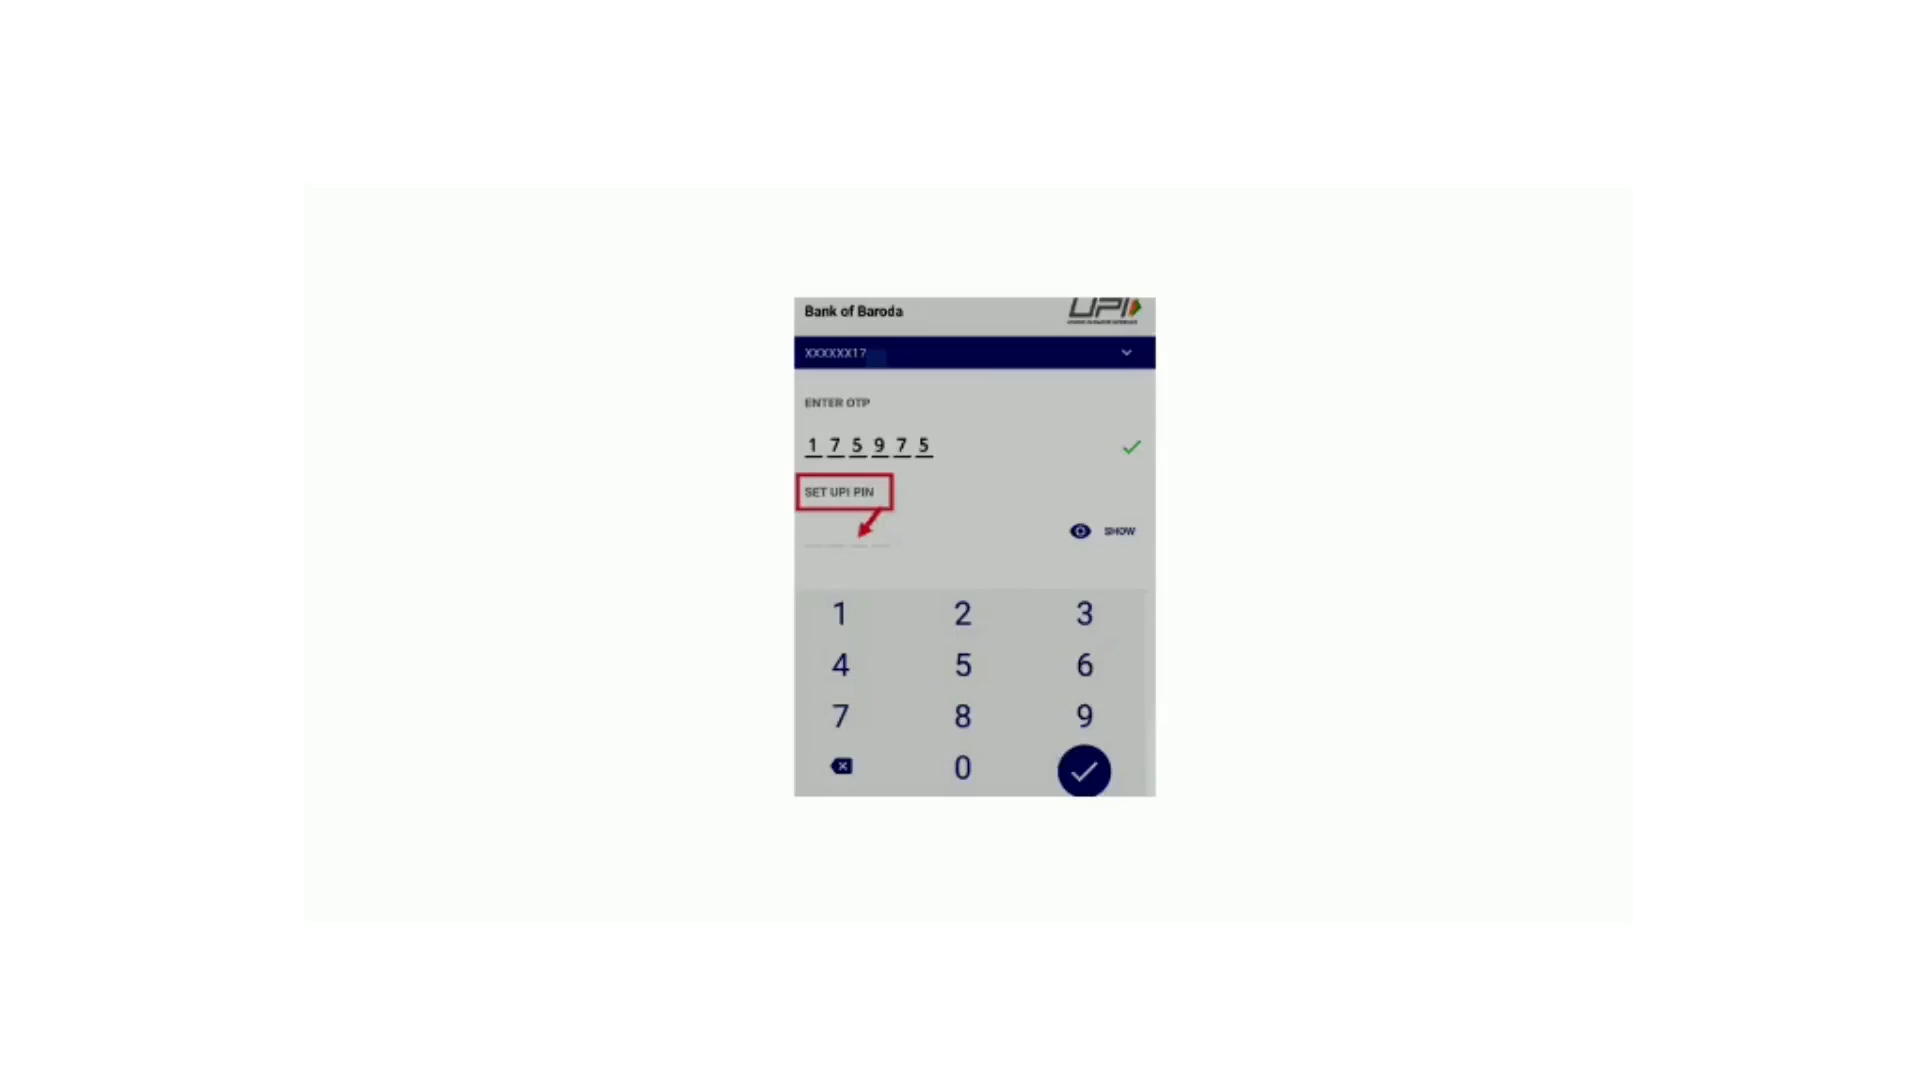 Bank of Baroda UPI
XXXXXX17
ENTER OTP
1 7 5 9 7 5
SET UPI PIN
SHOW
1 2 3
4 5 6
7 8 9
0